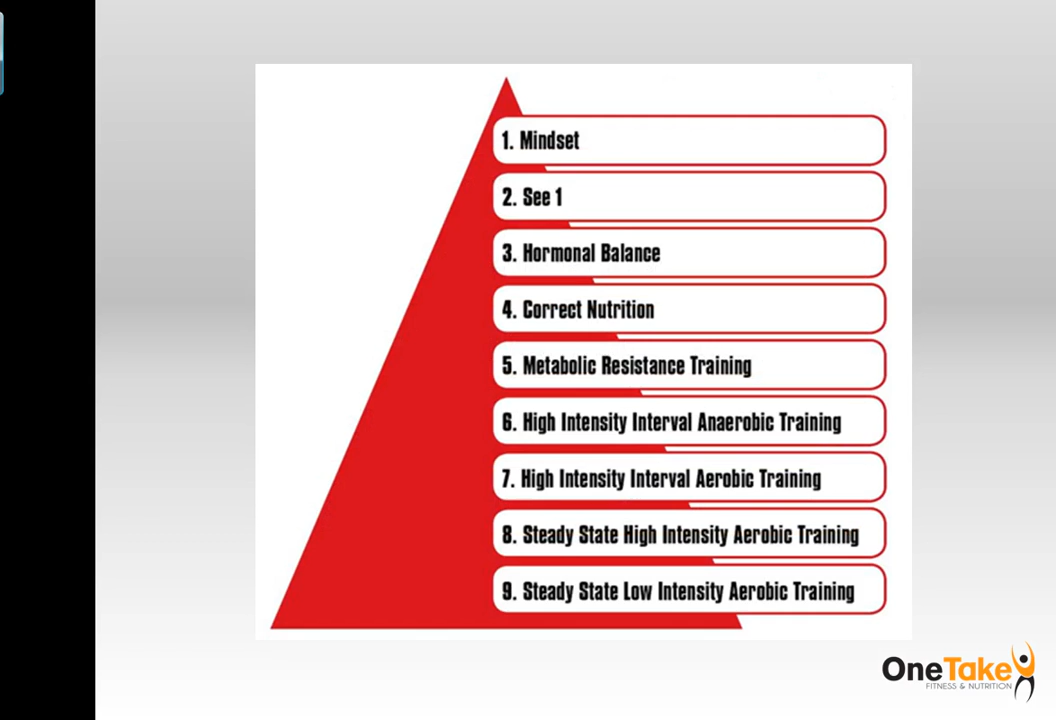 1. Mindset
2. See 1
3. Hormonal Balance
4. Correct Nutrition
5. Metabolic Resistance Training
6. High Intensity Interval Anaerobic Training
7. High Intensity Interval Aerobic Training
8. Steady State High Intensity Aerobic Training
9. Steady State Low Intensity Aerobic Training
OneTake
FITNESS & NUTRITION